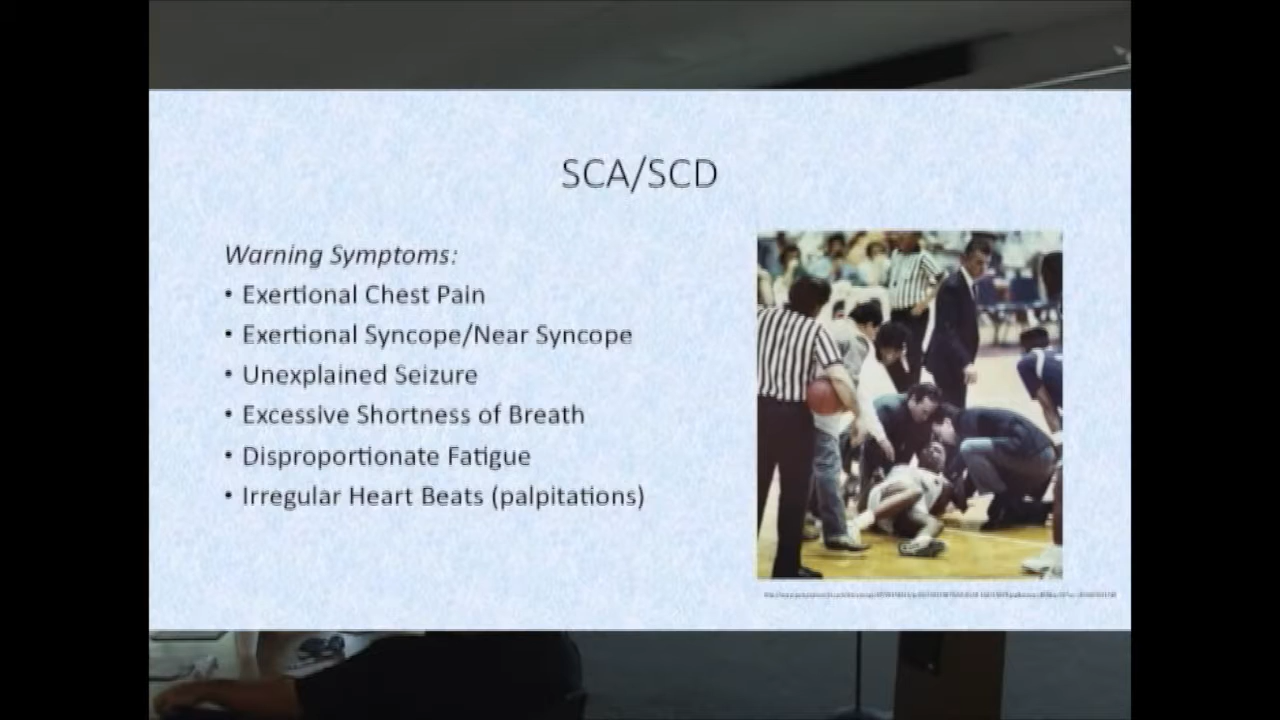 SCA/SCD
Warning Symptoms:
• Exertional Chest Pain
• Exertional Syncope/Near Syncope
• Unexplained Seizure
• Excessive Shortness of Breath
• Disproportionate Fatigue
• Irregular Heart Beats (palpitations)